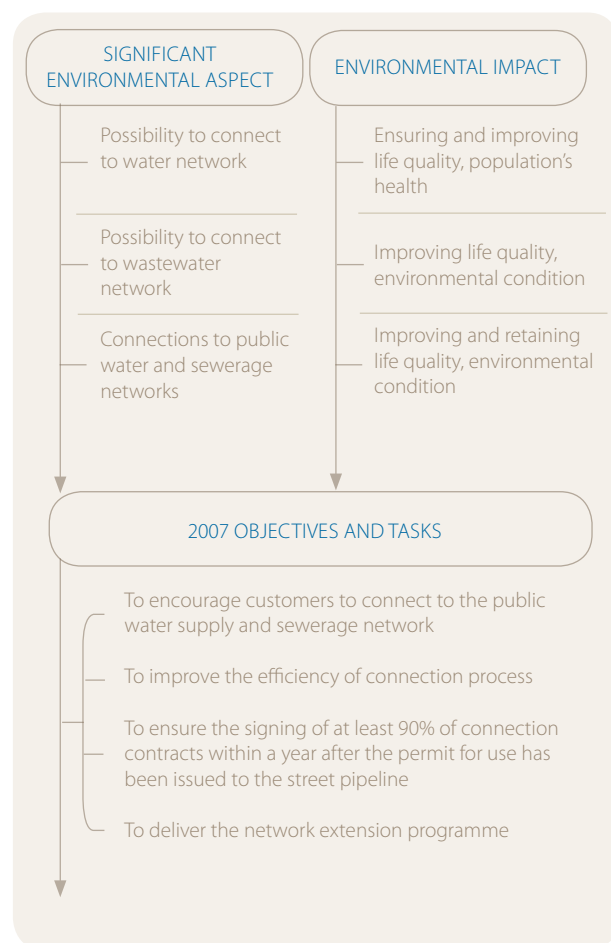 SIGNIFICANT
ENVIRONMENTAL ASPECT
Possibility to connect
to water network
Possibility to connect
to wastewater
network
Connections to public
water and sewerage
networks
ENVIRONMENTAL IMPACT
Ensuring and improving
life quality, population’s
health
Improving life quality,
environmental condition
Improving and retaining
life quality, environmental
condition
2007 OBJECTIVES AND TASKS
To encourage customers to connect to the public
water supply and sewerage network
To improve the efficiency of connection process
To ensure the signing of at least 90% of connection
contracts within a year after the permit for use has
been issued to the street pipeline
To deliver the network extension programme